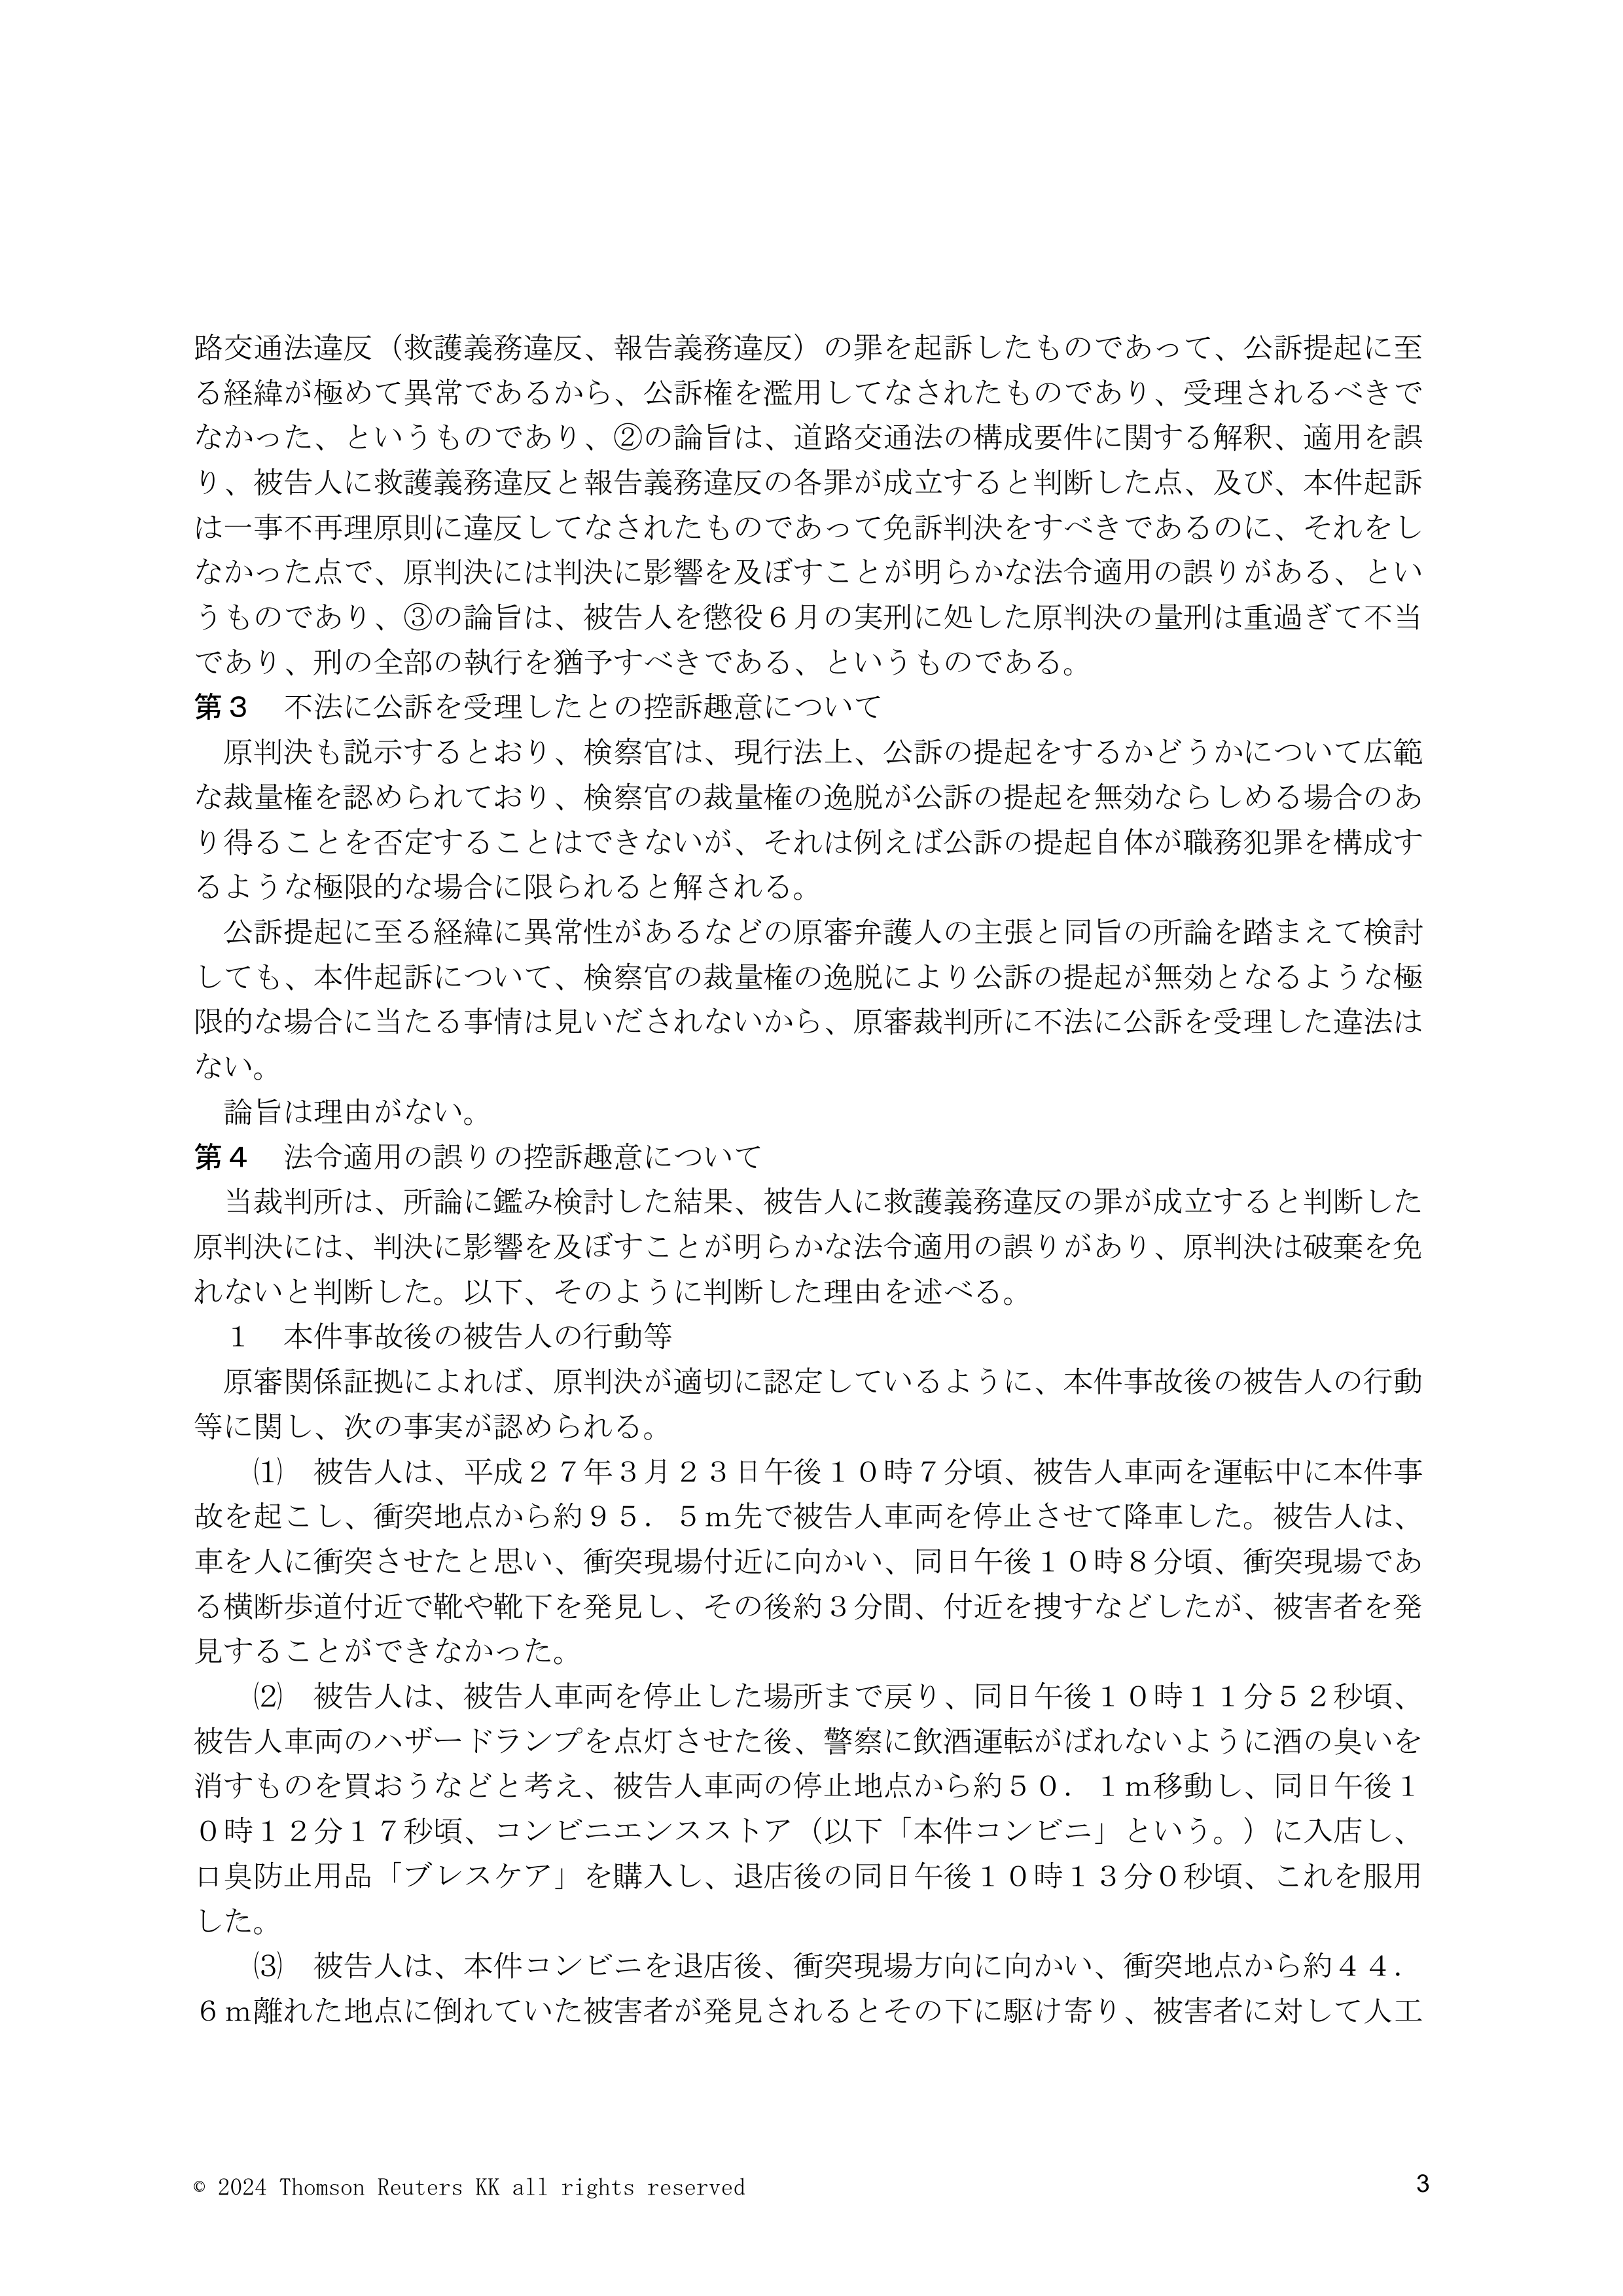 路交通法違反（救護義務違反、報告義務違反）の罪を起訴したものであって、公訴提起に至
る経緯が極めて異常であるから、公訴権を濫用してなされたものであり、受理されるべきで
なかった、というものであり、②の論旨は、道路交通法の構成要件に関する解釈、適用を誤
り、被告人に救護義務違反と報告義務違反の各罪が成立すると判断した点、及び、本件起訴
は一事不再理原則に違反してなされたものであって免訴判決をすべきであるのに、それをし
なかった点で、原判決には判決に影響を及ぼすことが明らかな法令適用の誤りがある、とい
うものであり、③の論旨は、被告人を懲役６月の実刑に処した原判決の量刑は重過ぎて不当
であり、刑の全部の執行を猶予すべきである、というものである。
第３　不法に公訴を受理したとの控訴趣意について
　原判決も説示するとおり、検察官は、現行法上、公訴の提起をするかどうかについて広範
な裁量権を認められており、検察官の裁量権の逸脱が公訴の提起を無効ならしめる場合のあ
り得ることを否定することはできないが、それは例えば公訴の提起自体が職務犯罪を構成す
るような極限的な場合に限られると解される。
　公訴提起に至る経緯に異常性があるなどの原審弁護人の主張と同旨の所論を踏まえて検討
しても、本件起訴について、検察官の裁量権の逸脱により公訴の提起が無効となるような極
限的な場合に当たる事情は見いだされないから、原審裁判所に不法に公訴を受理した違法は
ない。
　論旨は理由がない。
第４　法令適用の誤りの控訴趣意について
　当裁判所は、所論に鑑み検討した結果、被告人に救護義務違反の罪が成立すると判断した
原判決には、判決に影響を及ぼすことが明らかな法令適用の誤りがあり、原判決は破棄を免
れないと判断した。以下、そのように判断した理由を述べる。
　１　本件事故後の被告人の行動等
　原審関係証拠によれば、原判決が適切に認定しているように、本件事故後の被告人の行動
等に関し、次の事実が認められる。
　　⑴　被告人は、平成２７年３月２３日午後１０時７分頃、被告人車両を運転中に本件事
故を起こし、衝突地点から約９５．５ｍ先で被告人車両を停止させて降車した。被告人は、
車を人に衝突させたと思い、衝突現場付近に向かい、同日午後１０時８分頃、衝突現場であ
る横断歩道付近で靴や靴下を発見し、その後約３分間、付近を捜すなどしたが、被害者を発
見することができなかった。
　　⑵　被告人は、被告人車両を停止した場所まで戻り、同日午後１０時１１分５２秒頃、
被告人車両のハザードランプを点灯させた後、警察に飲酒運転がばれないように酒の臭いを
消すものを買おうなどと考え、被告人車両の停止地点から約５０．１ｍ移動し、同日午後１
０時１２分１７秒頃、コンビニエンスストア（以下「本件コンビニ」という。）に入店し、
口臭防止用品「ブレスケア」を購入し、退店後の同日午後１０時１３分０秒頃、これを服用
した。
　　⑶　被告人は、本件コンビニを退店後、衝突現場方向に向かい、衝突地点から約４４．
６ｍ離れた地点に倒れていた被害者が発見されるとその下に駆け寄り、被害者に対して人工
© 2024 Thomson Reuters KK all rights reserved
3